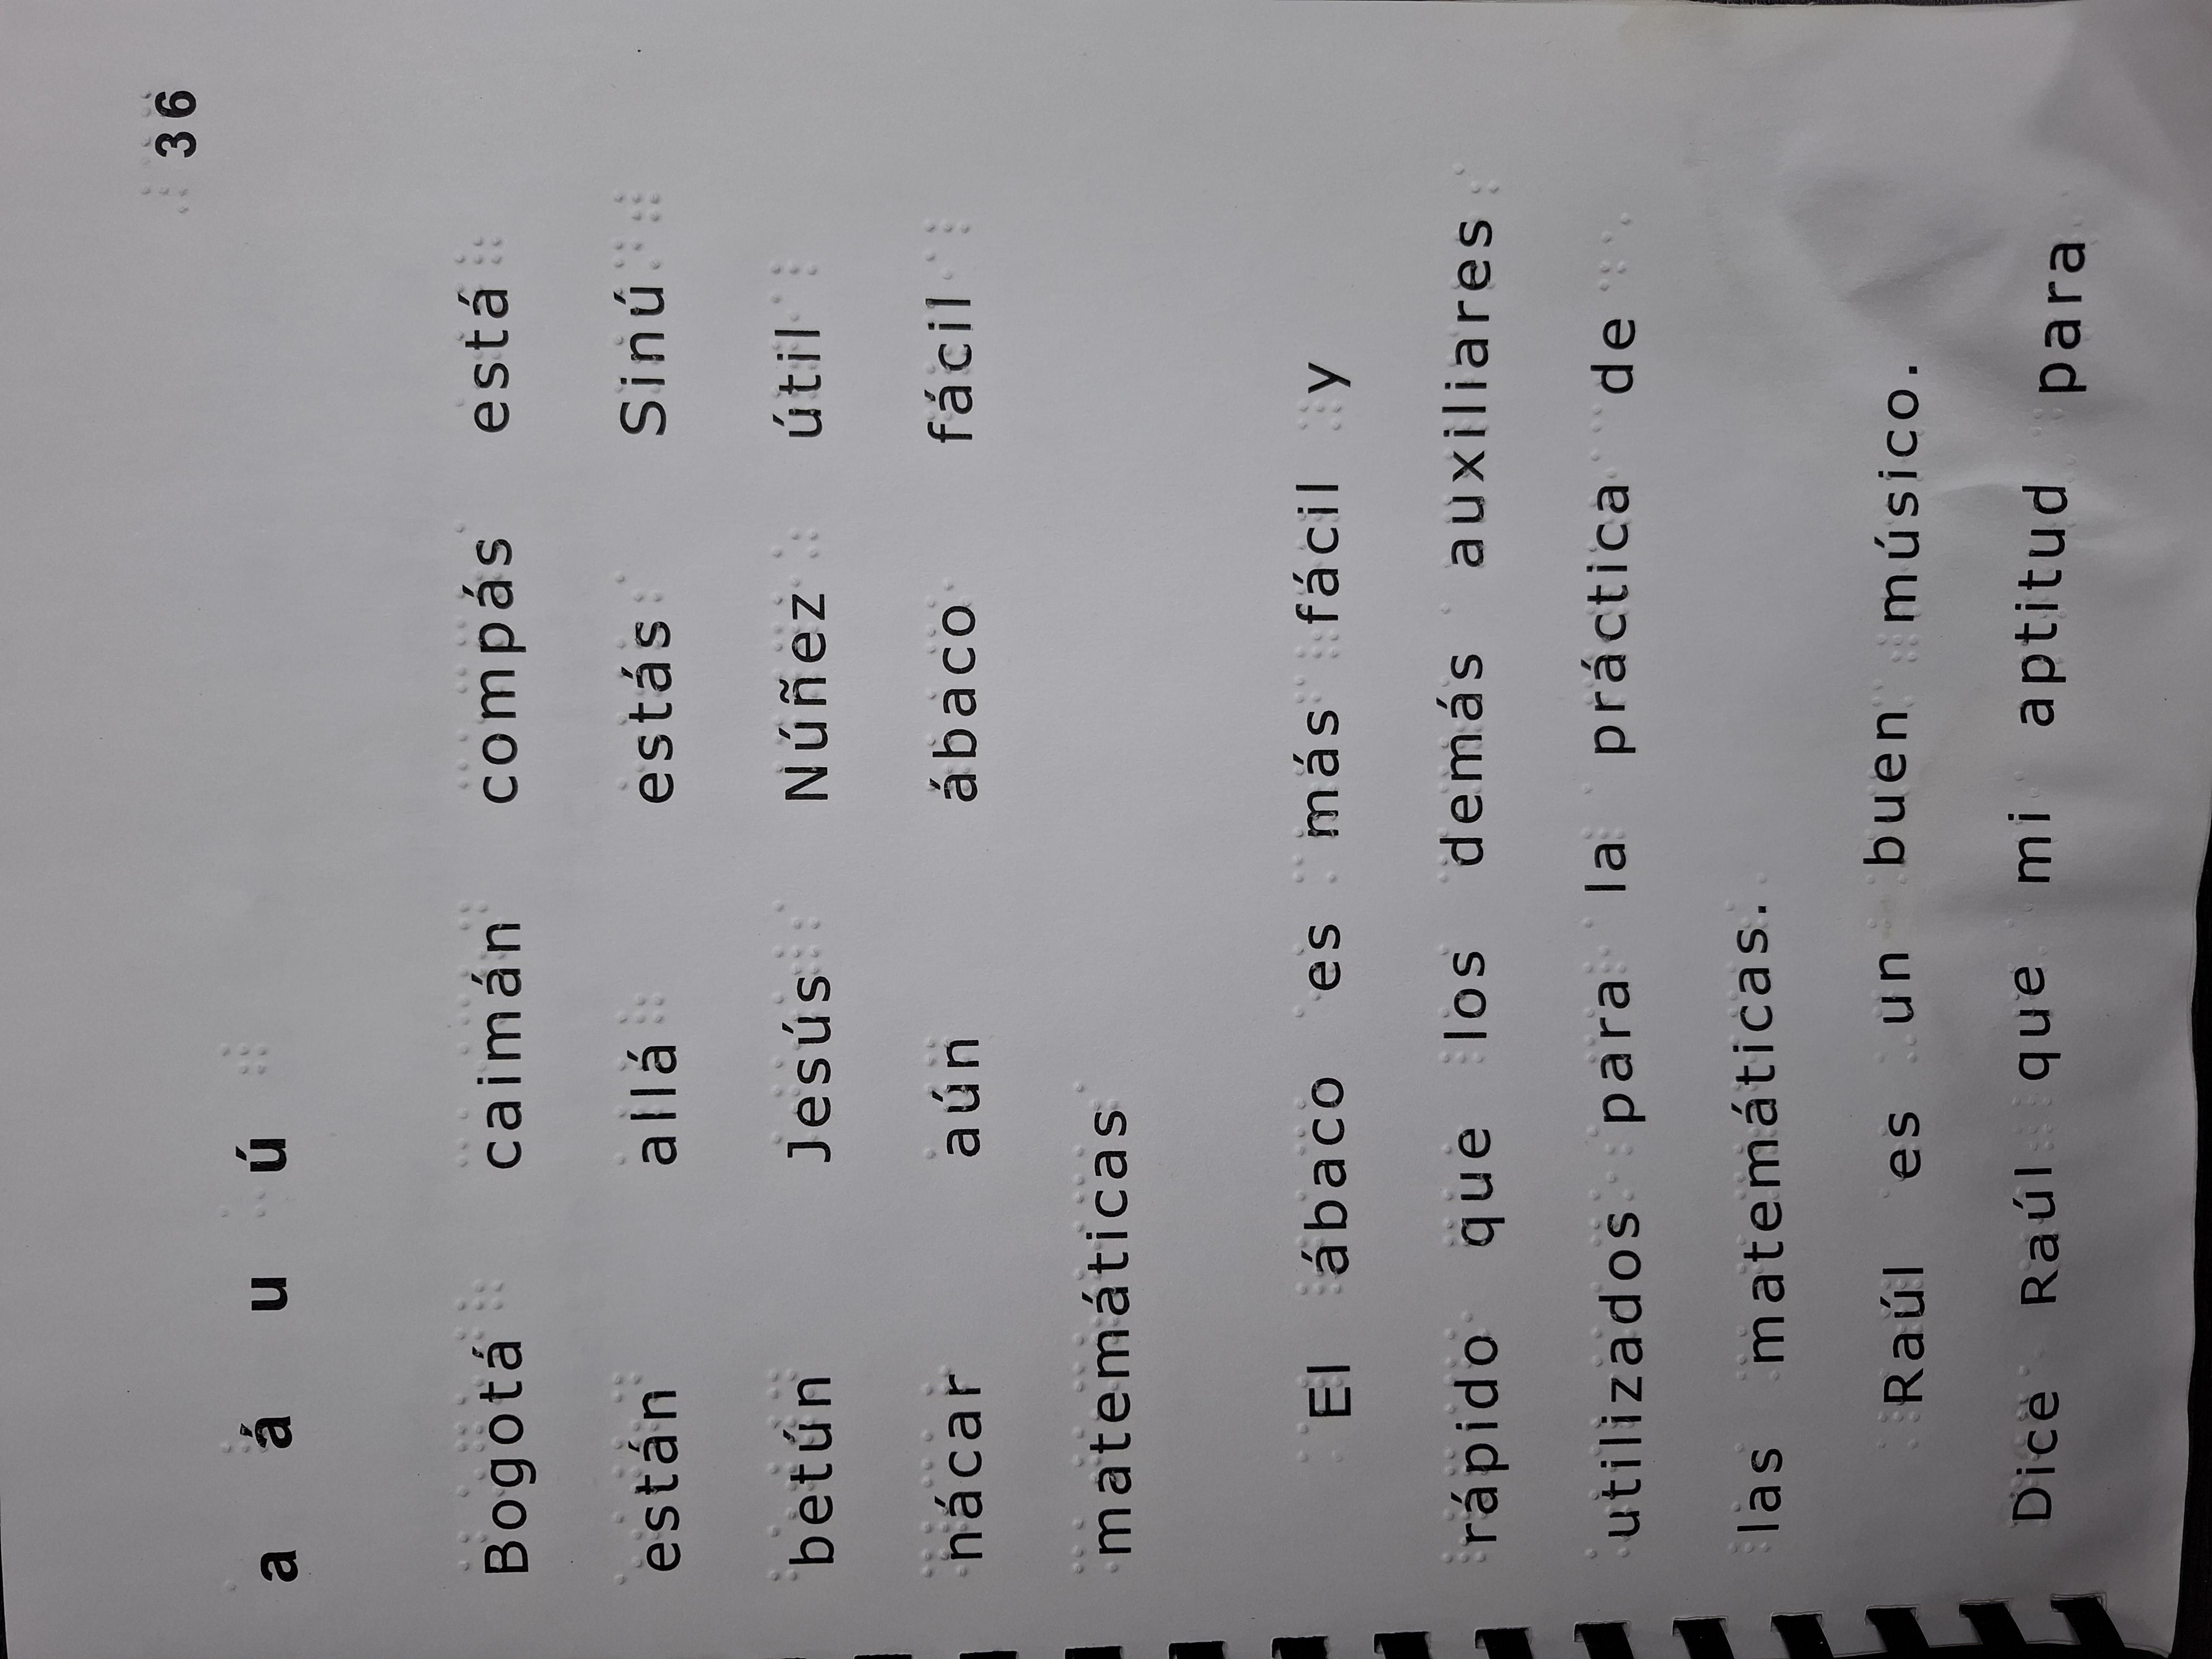 36
a á u ú
Bogotá caimán compás está
están allá estás Sinú
betún Jesús Núñez útil
nácar aún ábaco fácil
matemáticas
El ábaco es más fácil y
rápido que los demás auxiliares
utilizados para la práctica de
las matemáticas.
Raúl es un buen músico.
Dice Raúl que mi aptitud para